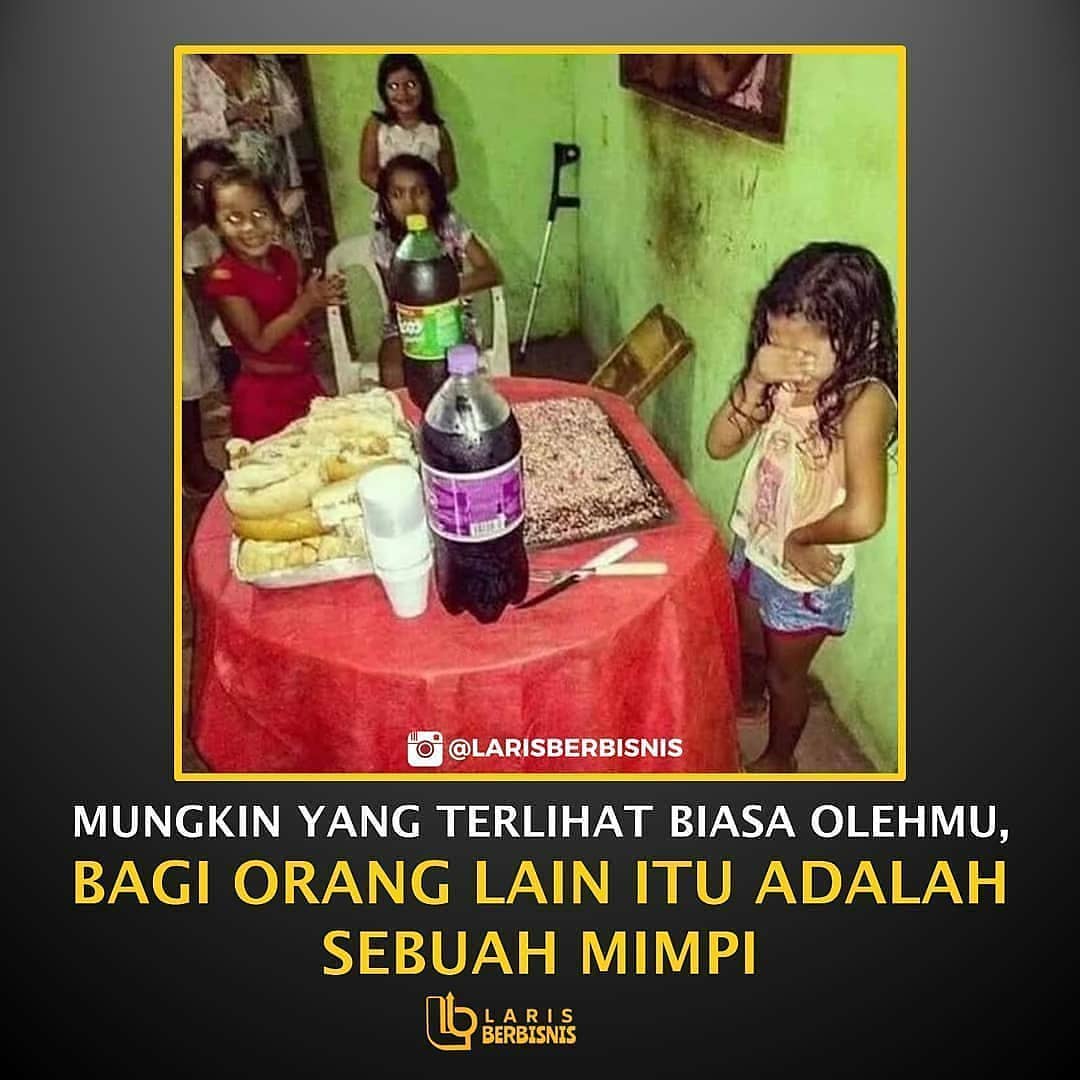 @LARISBERBISNIS
MUNGKIN YANG TERLIHAT BIASA OLEHMU,
BAGI ORANG LAIN ITU ADALAH
SEBUAH MIMPI
LARIS
BERBISNIS